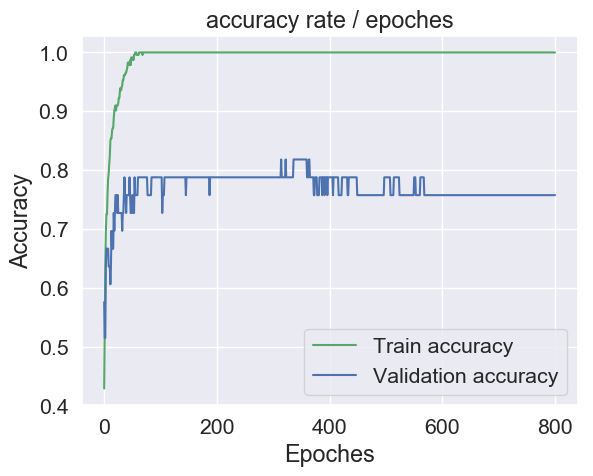 accuracy rate / epoches
1.0
0.9
0.8
0.7
0.6
0.5
0.4
Accuracy
Train accuracy
Validation accuracy
0 200 400 600 800
Epoches